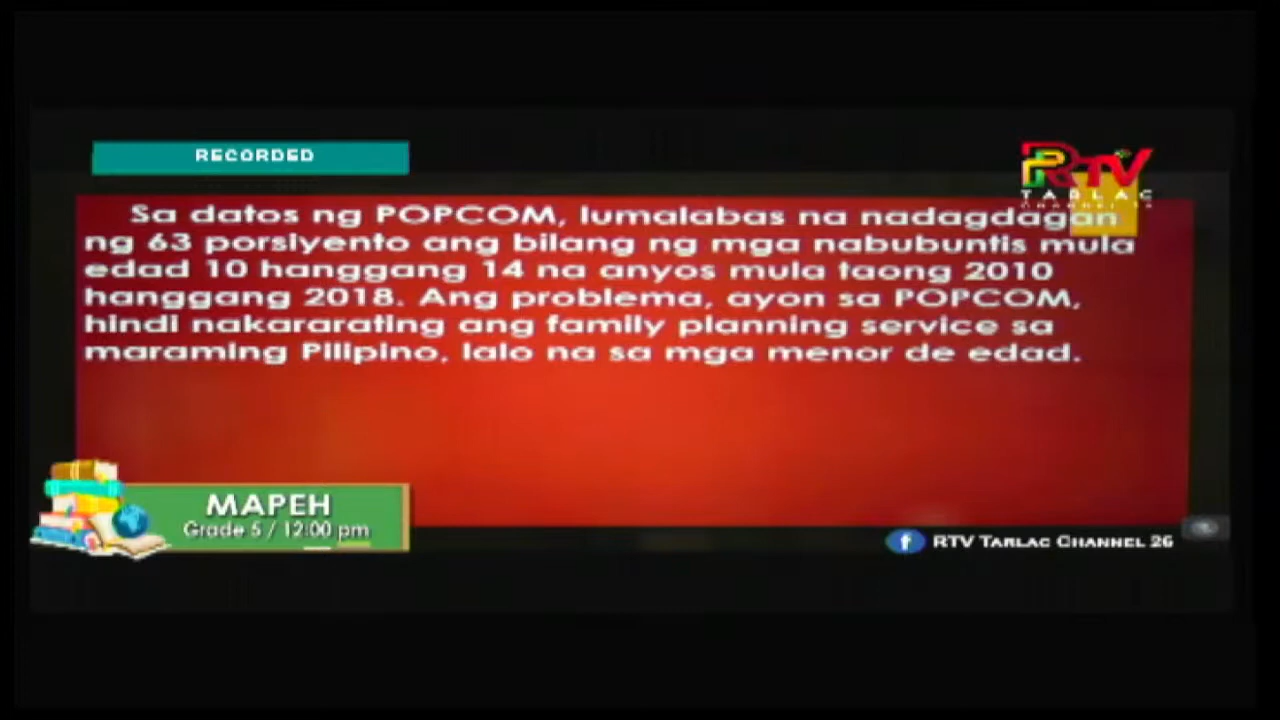 RECORDED
RTV
TARLAC
CHANNEL 26
Sa datos ng POPCOM, lumalabas na nadagdagan
ng 63 porsiyento ang bilang ng mga nabubuntis mula
edad 10 hanggang 14 na anyos mula taong 2010
hanggang 2018. Ang problema, ayon sa POPCOM,
hindi nakararating ang family planning service sa
maraming Pilipino, lalo na sa mga menor de edad.
MAPEH
Grade 5 / 12:00 pm
RTV TARLAC CHANNEL 26